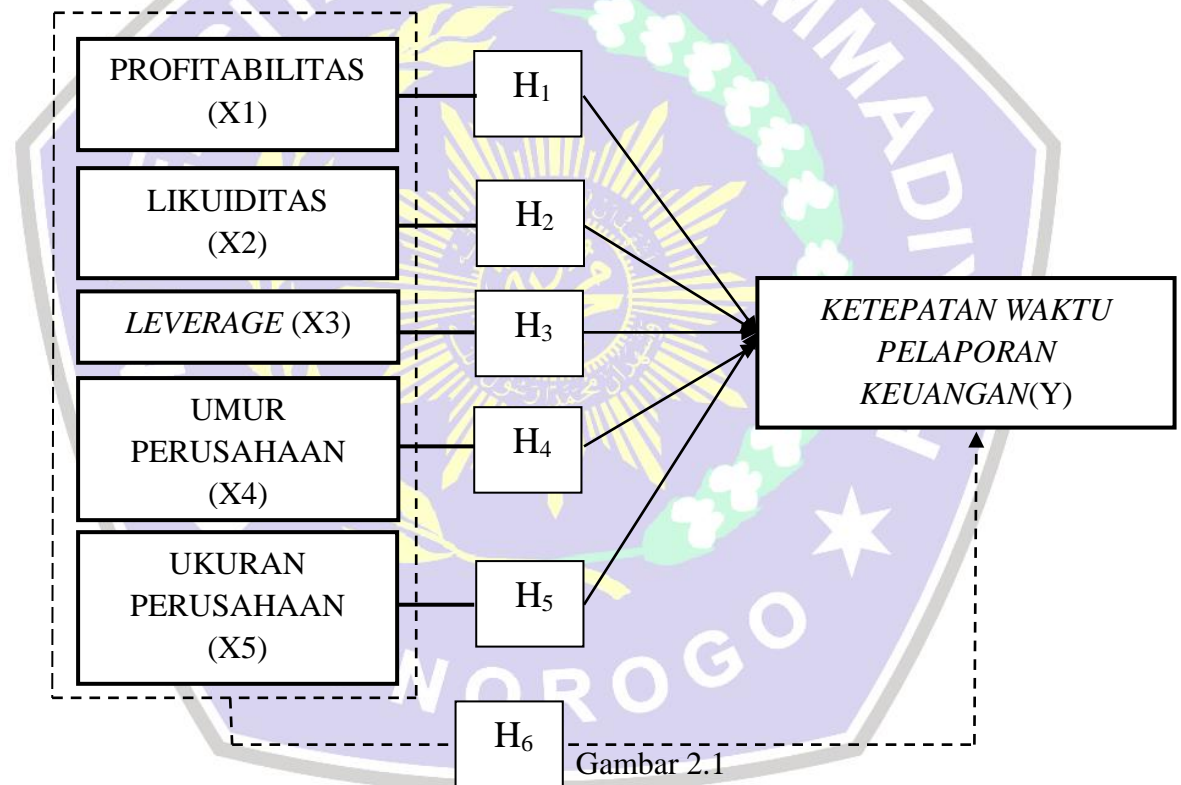 PROFITABILITAS
(X1)
H1
LIKUIDITAS
(X2)
H2
LEVERAGE (X3)
H3
KETEPATAN WAKTU
PELAPORAN
KEUANGAN(Y)
UMUR
PERUSAHAAN
(X4)
H4
UKURAN
PERUSAHAAN
(X5)
H5
H6
Gambar 2.1
NOROGO